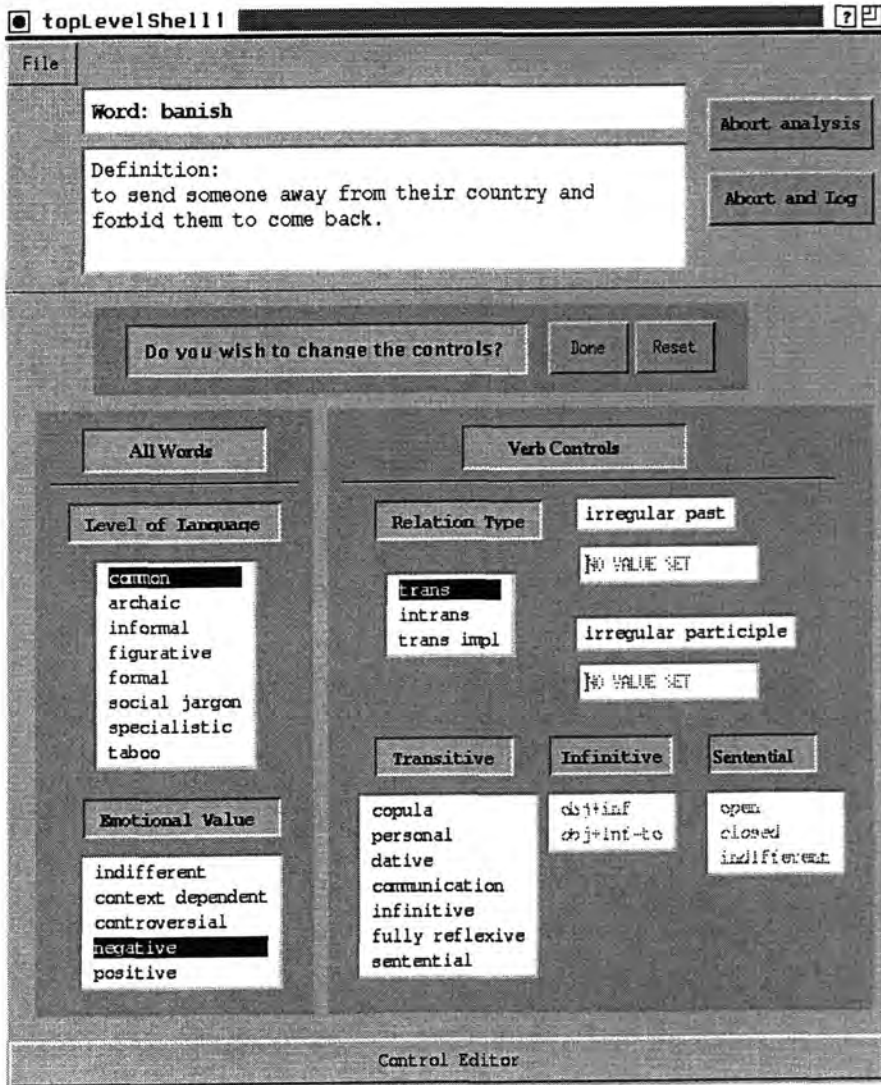 topLevelShell1
?
File
Word: banish
Abort analysis
Definition:
to send someone away from their country and
forbid them to come back.
Abort and Log
Do you wish to change the controls?
Done
Reset
All Words
Level of Language
common
archaic
informal
figurative
formal
social jargon
specialistic
taboo
Emotional Value
indifferent
context dependent
controversial
negative
positive
Verb Controls
Relation Type
trans
intrans
trans impl
irregular past
NO VALUE SET
irregular participle
NO VALUE SET
Transitive
copula
personal
dative
communication
infinitive
fully reflexive
sentential
Infinitive
obj+inf
obj+inf-to
Sentential
open
closed
indifferent
Control Editor